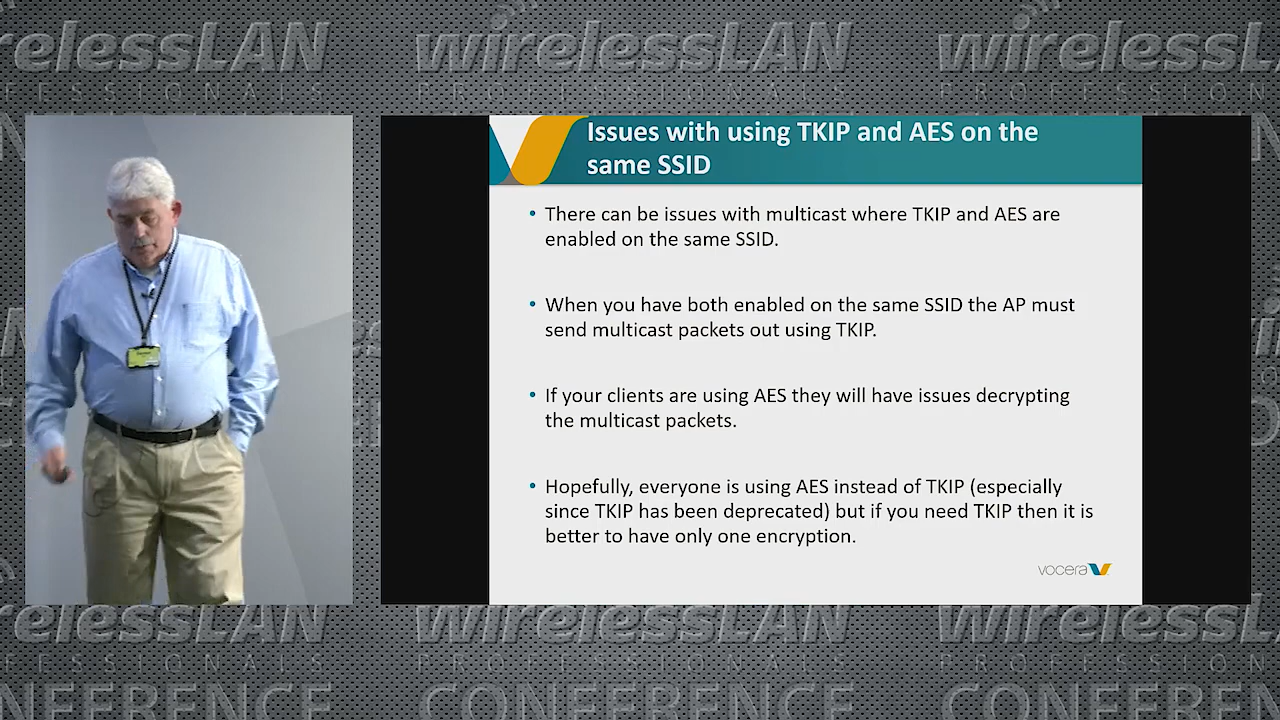 wirelessLAN
PROFESSIONALS
Issues with using TKIP and AES on the
same SSID
• There can be issues with multicast where TKIP and AES are
enabled on the same SSID.
• When you have both enabled on the same SSID the AP must
send multicast packets out using TKIP.
• If your clients are using AES they will have issues decrypting
the multicast packets.
• Hopefully, everyone is using AES instead of TKIP (especially
since TKIP has been deprecated) but if you need TKIP then it is
better to have only one encryption.
vocera
wirelessLAN
PROFESSIONALS
CONFERENCE